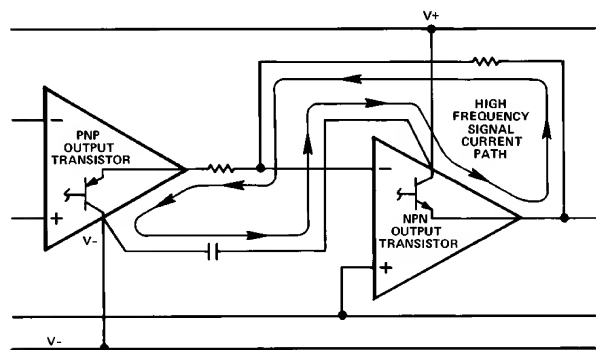 V+
−
PNP
OUTPUT
TRANSISTOR
+
V-
HIGH
FREQUENCY
SIGNAL
CURRENT
PATH
−
NPN
OUTPUT
TRANSISTOR
+
V-